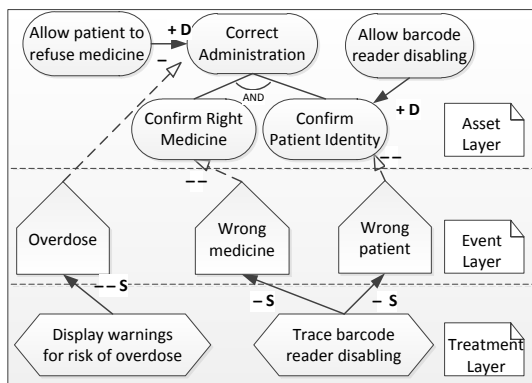 Allow patient to
refuse medicine
+ D
–
Correct
Administration
Allow barcode
reader disabling
AND
+ D
Confirm Right
Medicine
Confirm
Patient Identity
Asset
Layer
– –
– –
Overdose
Wrong
medicine
Wrong
patient
Event
Layer
– – S
– S
– S
Display warnings
for risk of overdose
Trace barcode
reader disabling
Treatment
Layer